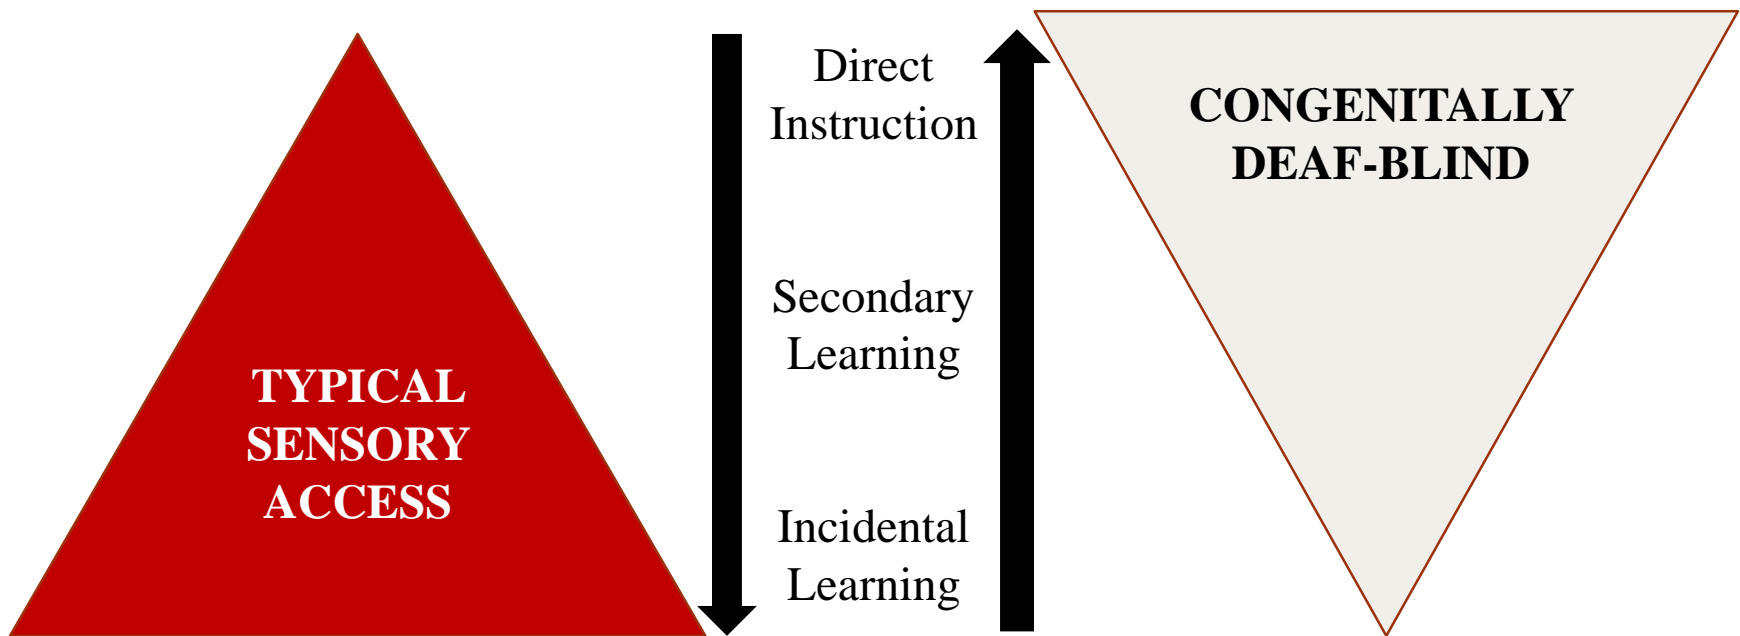 TYPICAL
SENSORY
ACCESS
Direct
Instruction
Secondary
Learning
Incidental
Learning
CONGENITALLY
DEAF-BLIND